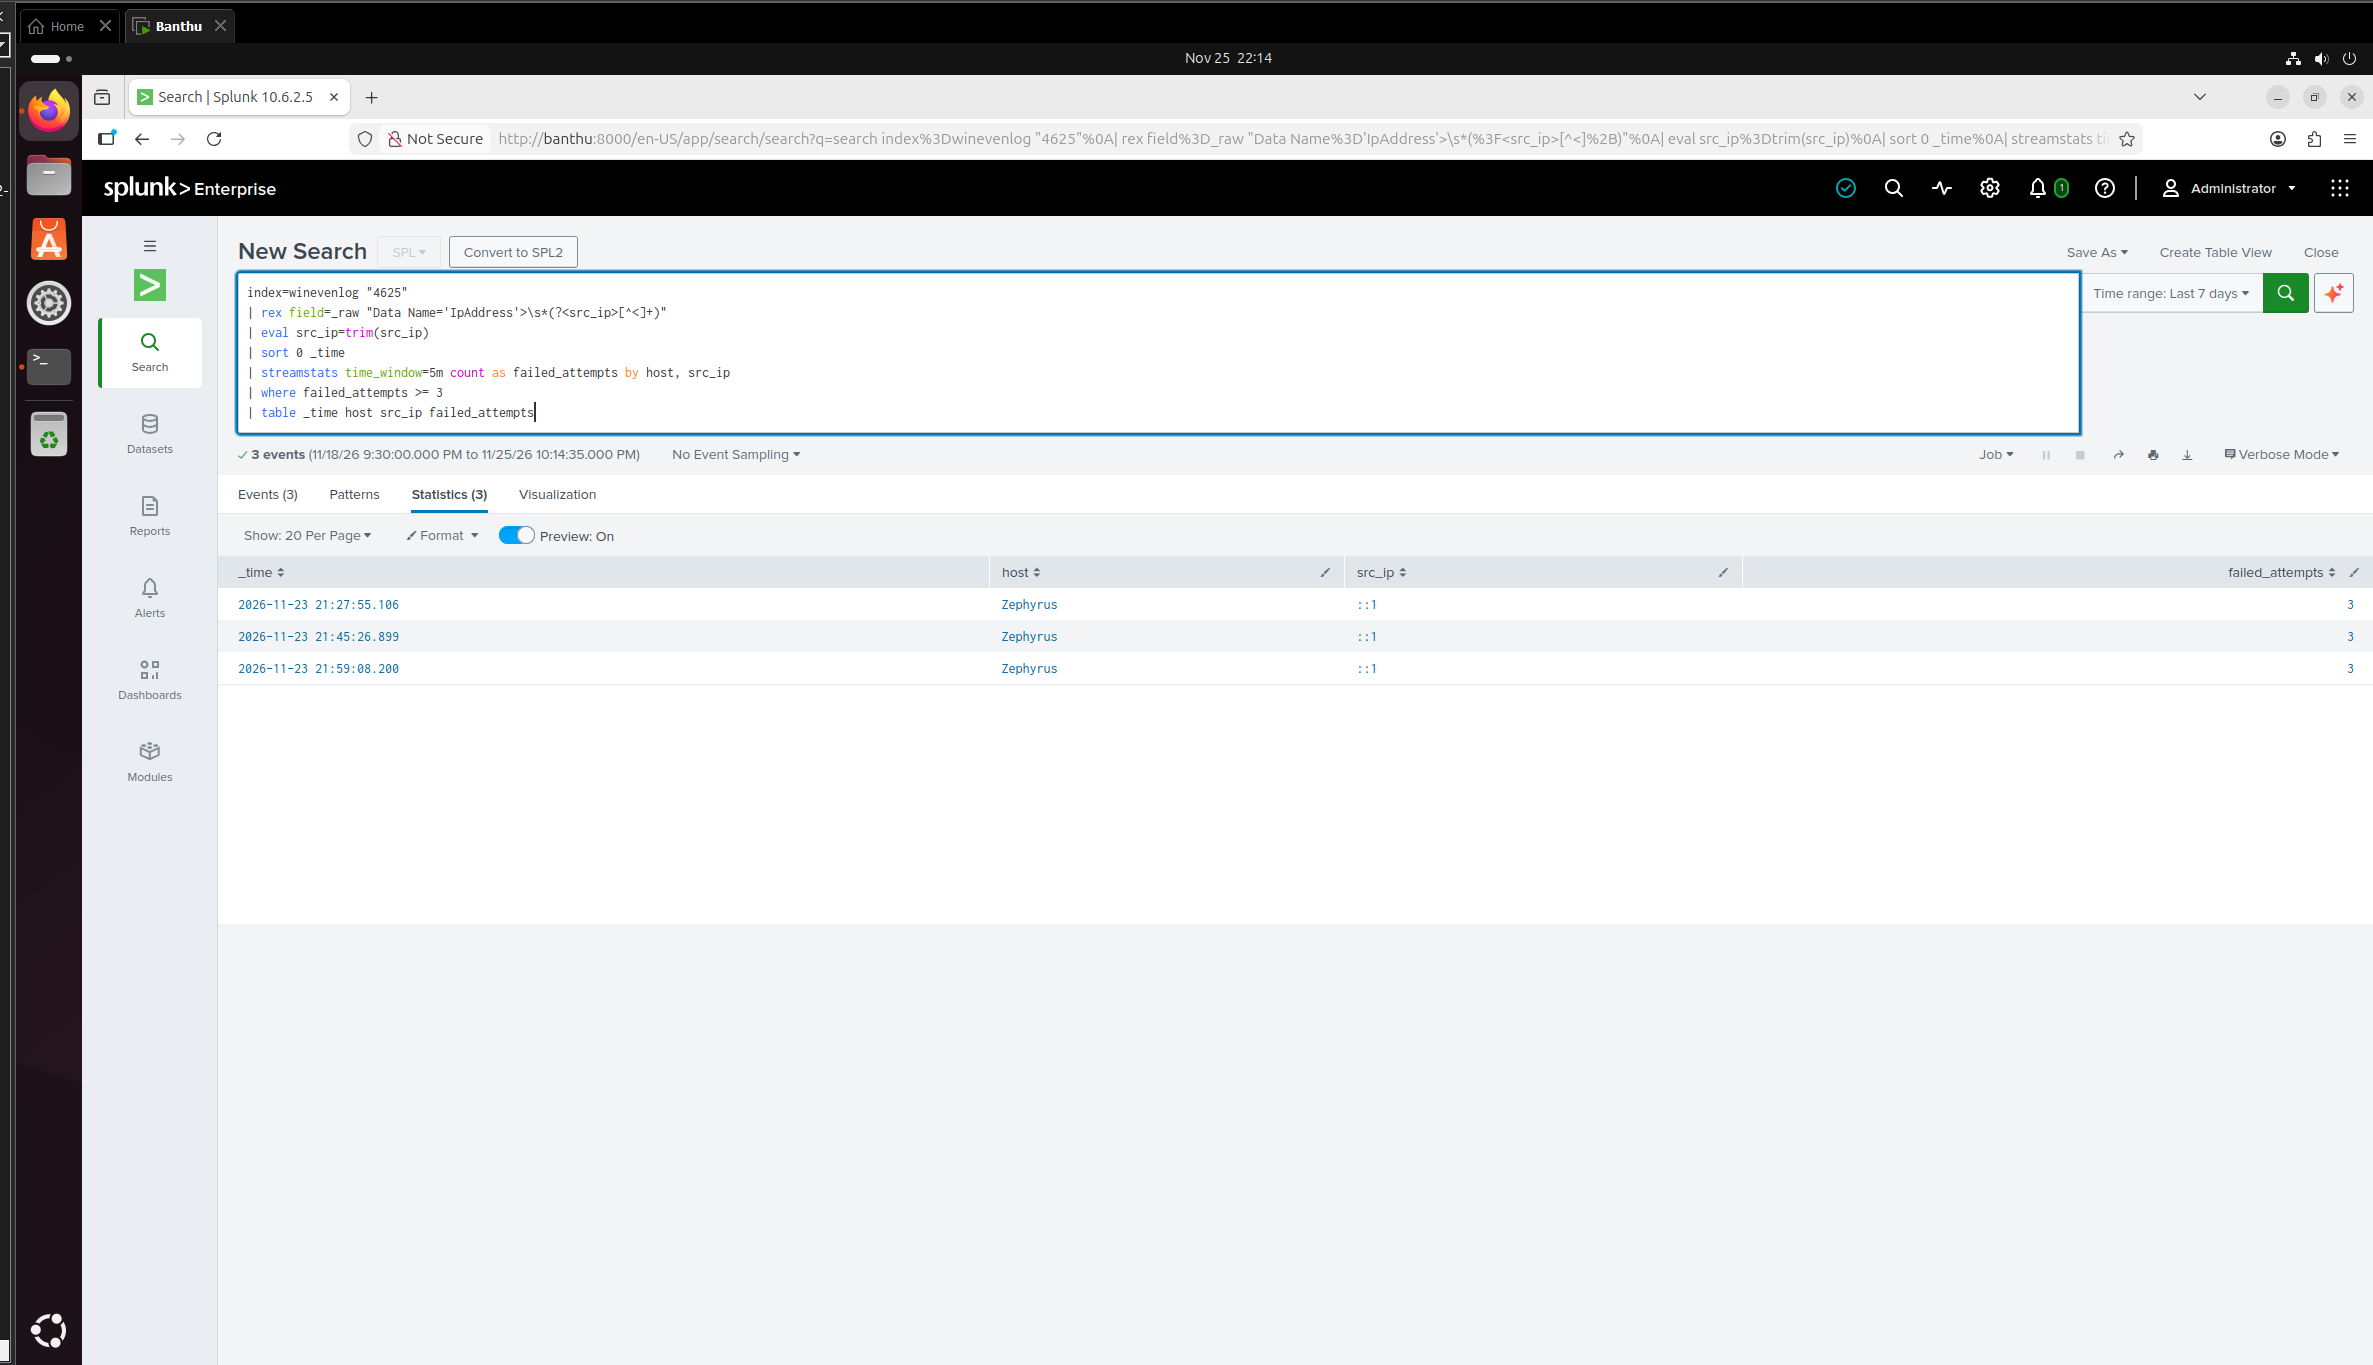 Home
Banthu
Nov 25 22:14
Search | Splunk 10.6.2.5
Not Secure http://banthu:8000/en-US/app/search/search?q=search index%3Dwinevenlog "4625"%0A| rex field%3D_raw "Data Name%3D'IpAddress'>\s*(%3F<src_ip>[^<]%2B)"%0A| eval src_ip%3Dtrim(src_ip)%0A| sort 0 _time%0A| streamstats
splunk>Enterprise
1
Administrator
New Search
SPL
Convert to SPL2
Save As
Create Table View
Close
index=winevenlog "4625"
| rex field=_raw "Data Name='IpAddress'>\s*(?<src_ip>[^<]+)"
| eval src_ip=trim(src_ip)
| sort 0 _time
| streamstats time_window=5m count as failed_attempts by host, src_ip
| where failed_attempts >= 3
| table _time host src_ip failed_attempts
Time range: Last 7 days
Search
Datasets
Reports
Alerts
Dashboards
Modules
3 events (11/18/26 9:30:00.000 PM to 11/25/26 10:14:35.000 PM)
No Event Sampling
Job
Verbose Mode
Events (3)
Patterns
Statistics (3)
Visualization
Show: 20 Per Page
Format
Preview: On
_time host src_ip failed_attempts
2026-11-23 21:27:55.106 Zephyrus ::1 3
2026-11-23 21:45:26.899 Zephyrus ::1 3
2026-11-23 21:59:08.200 Zephyrus ::1 3